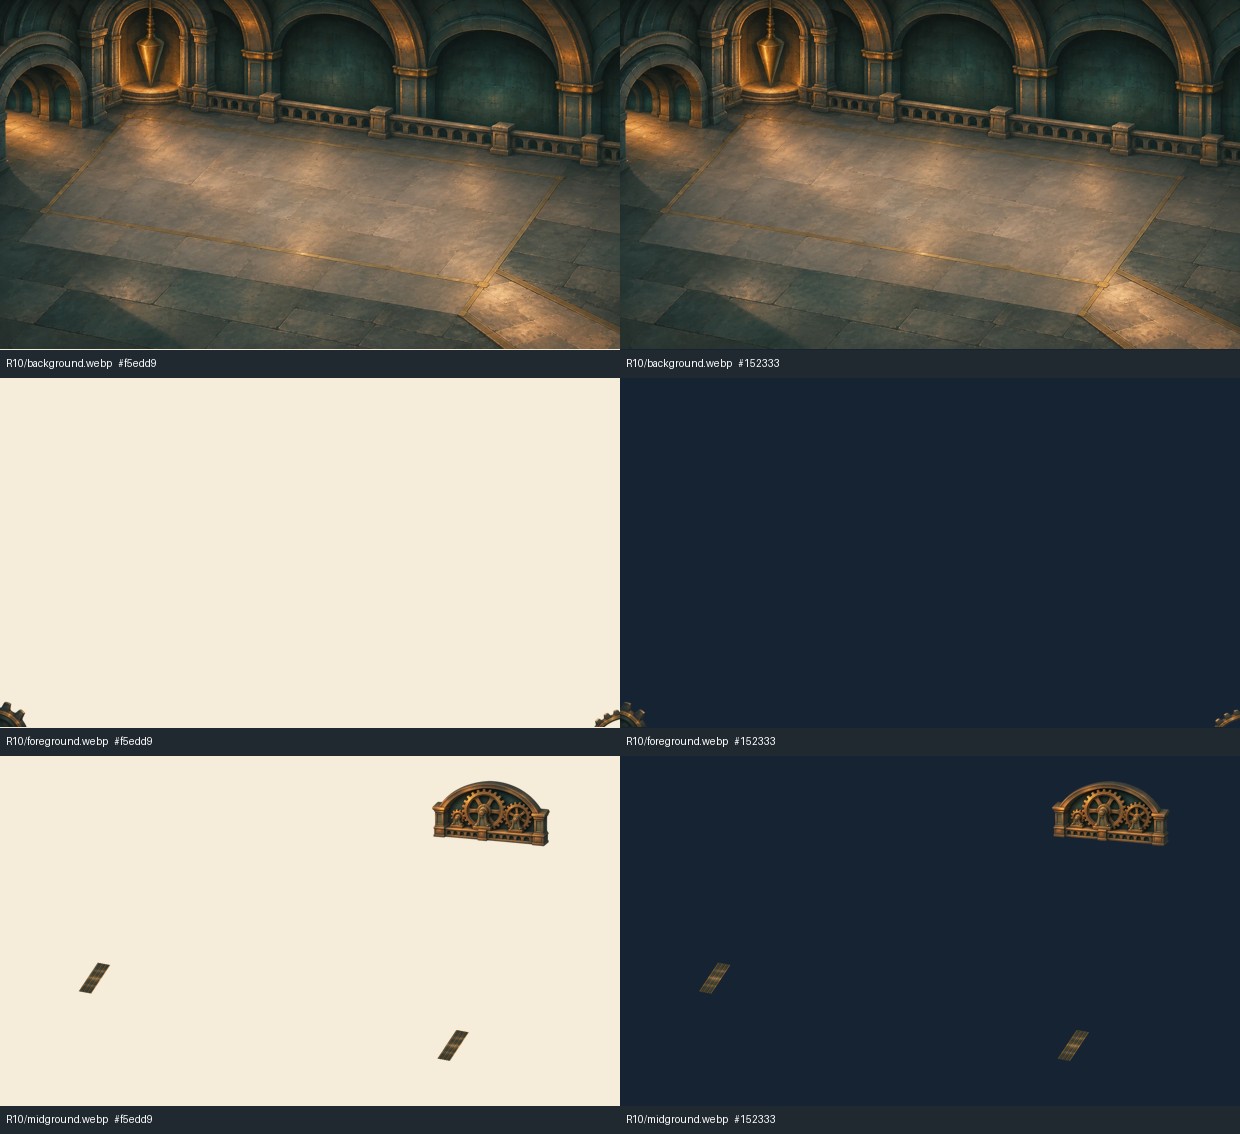 R10/background.webp #f5edd9
R10/background.webp #152333
R10/foreground.webp #f5edd9
R10/foreground.webp #152333
R10/midground.webp #f5edd9
R10/midground.webp #152333